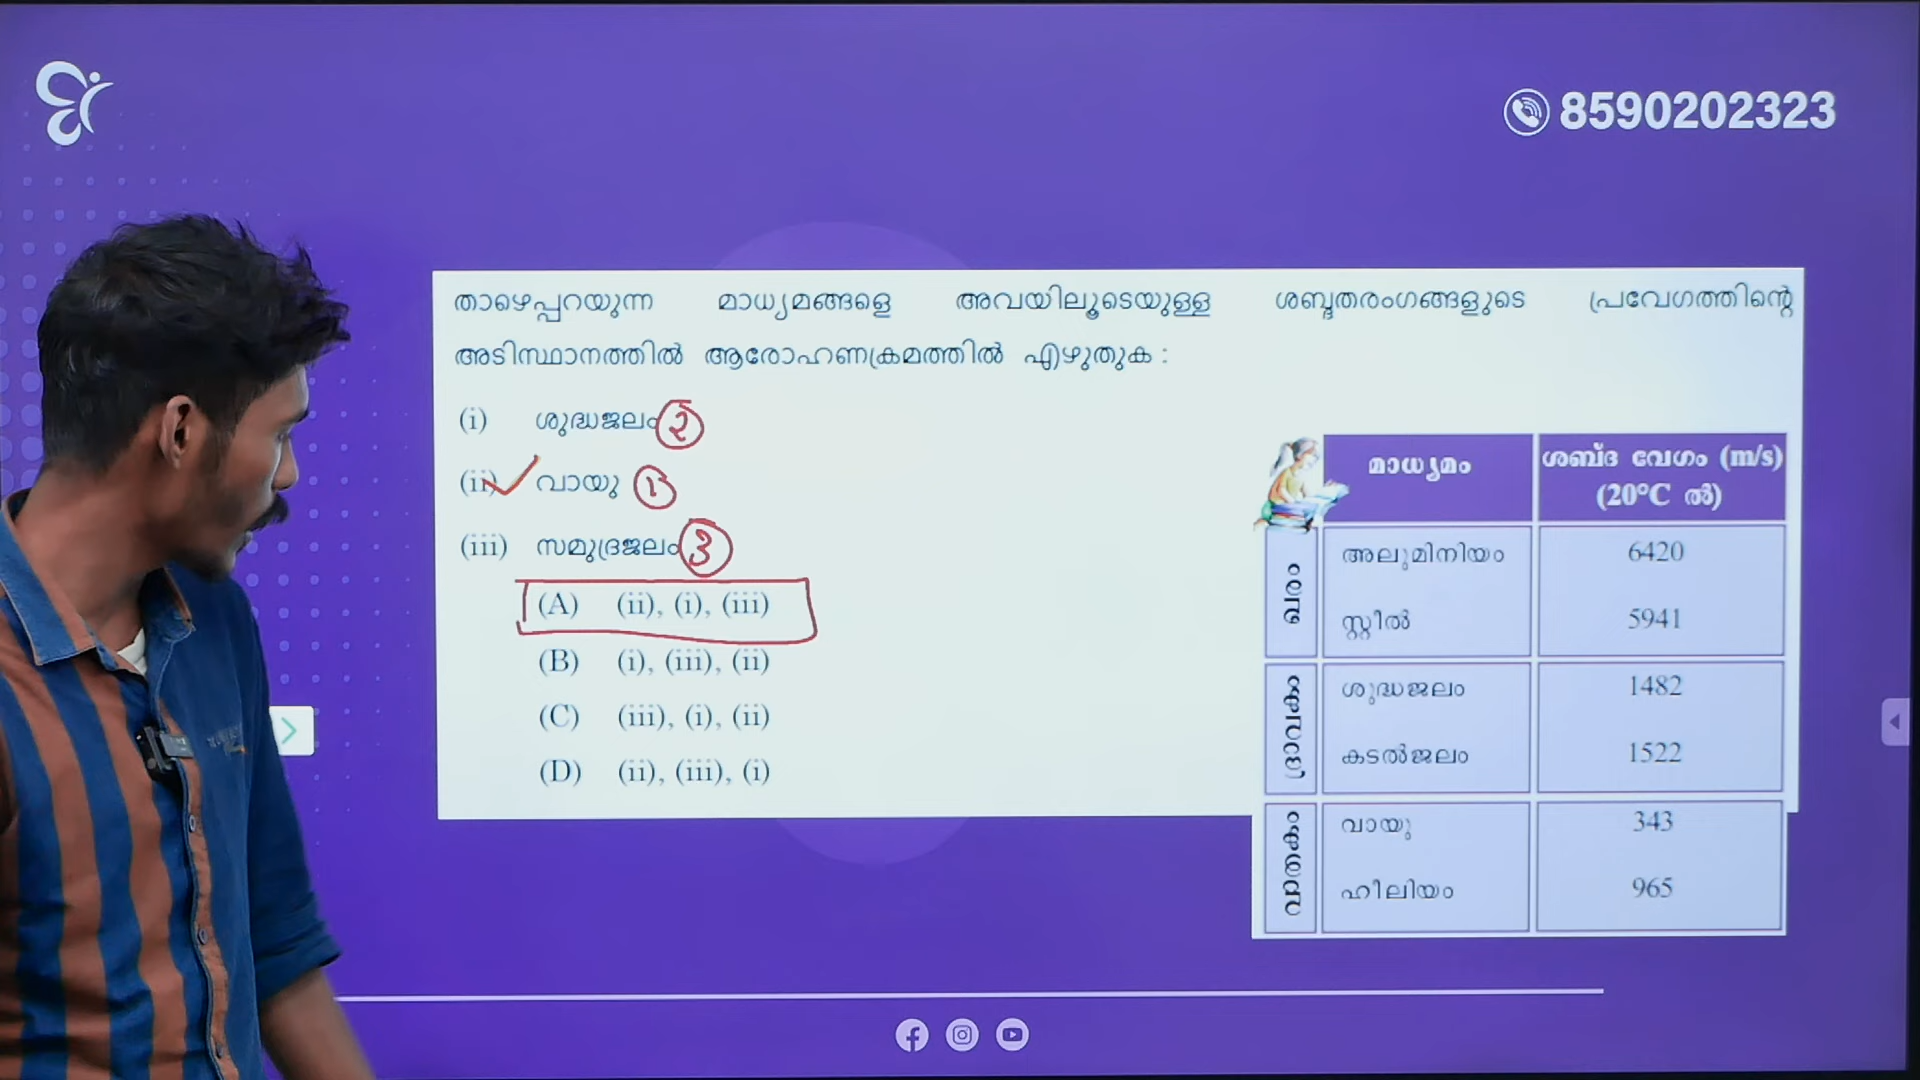 8590202323
താഴെപ്പറയുന്ന മാധ്യമങ്ങളെ അവയിലൂടെയുള്ള ശബ്ദതരംഗങ്ങളുടെ പ്രവേഗത്തിന്റെ
അടിസ്ഥാനത്തിൽ ആരോഹണക്രമത്തിൽ എഴുതുക :
(i) ശുദ്ധജലം 2
(ii) വായു 1
(iii) സമുദ്രജലം 3
(A) (ii), (i), (iii)
(B) (i), (iii), (ii)
(C) (iii), (i), (ii)
(D) (ii), (iii), (i)
മാധ്യമം ശബ്ദ വേഗം (m/s)
(20°C ൽ)
ഖരം
അലുമിനിയം 6420
സ്റ്റീൽ 5941
ദ്രാവകം
ശുദ്ധജലം 1482
കടൽജലം 1522
വാതകം
വായു 343
ഹീലിയം 965